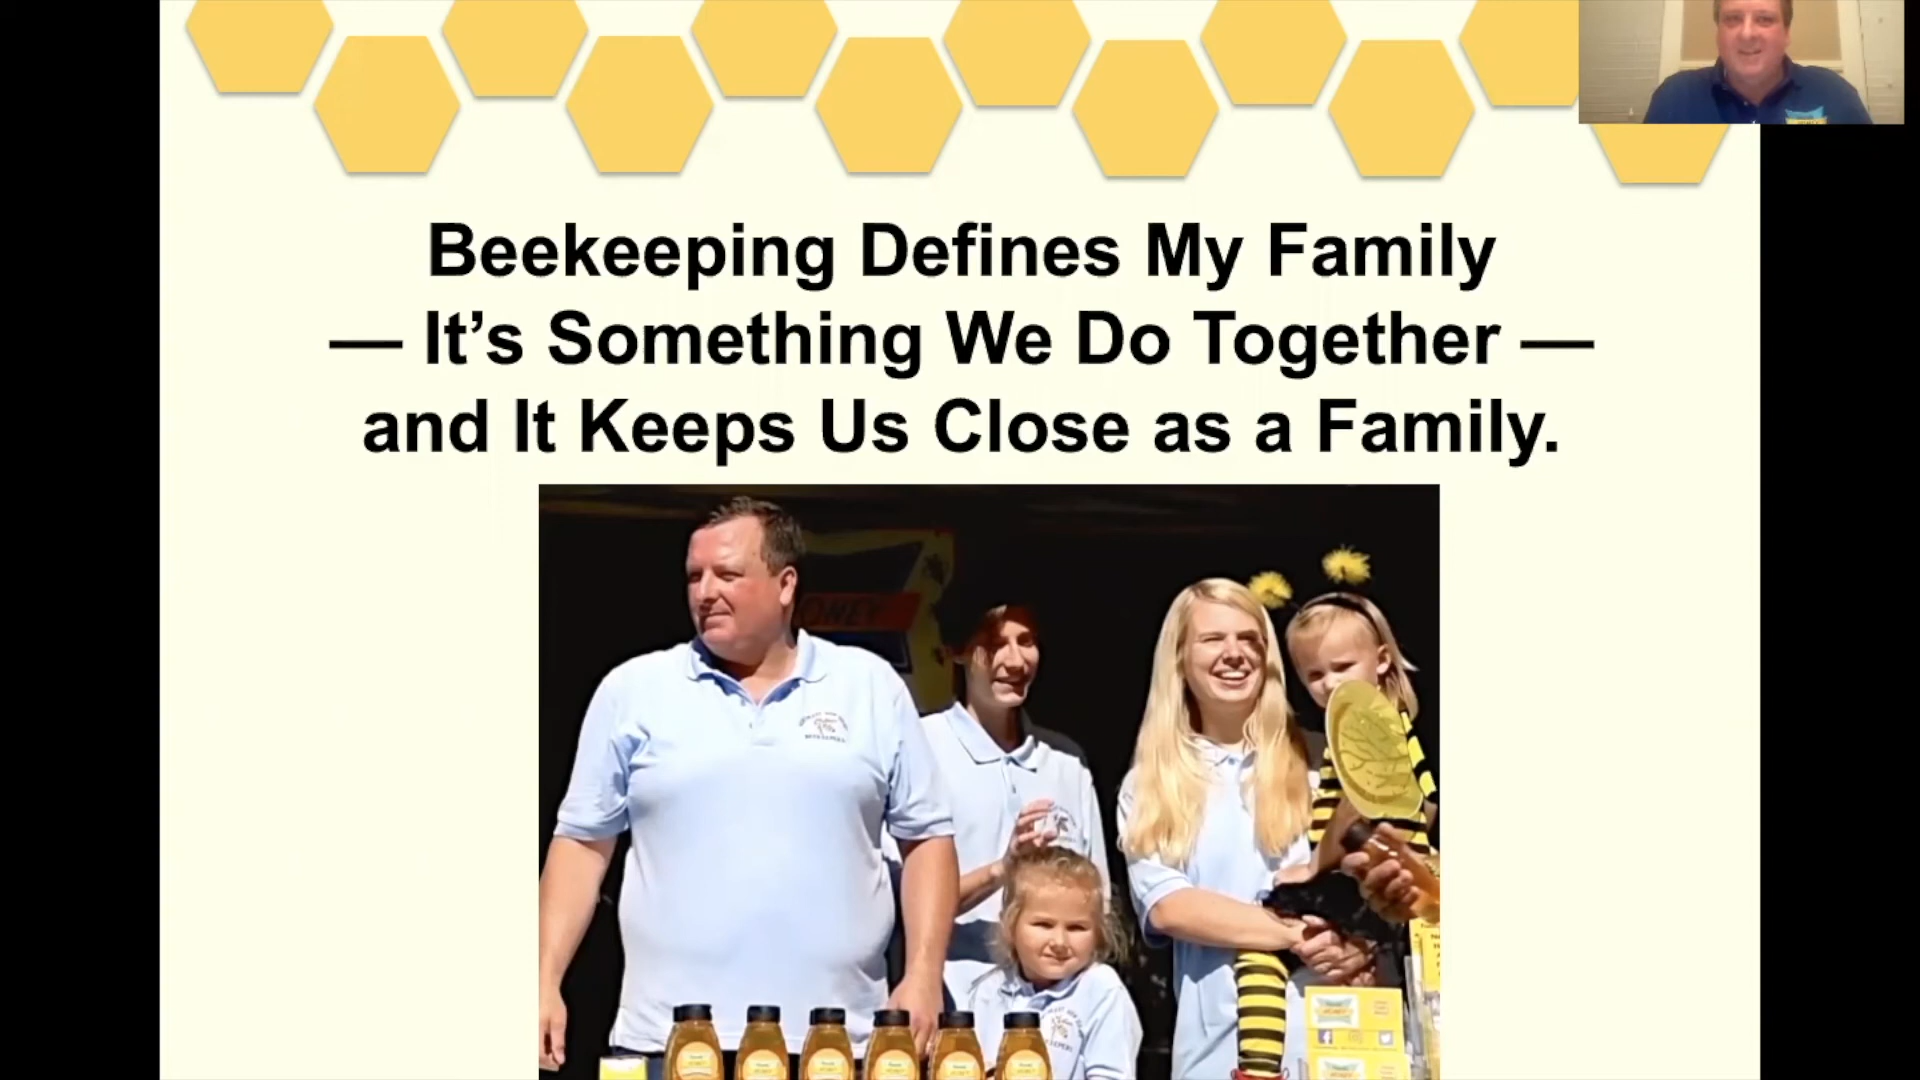 Beekeeping Defines My Family
— It’s Something We Do Together —
and It Keeps Us Close as a Family.
HONEY